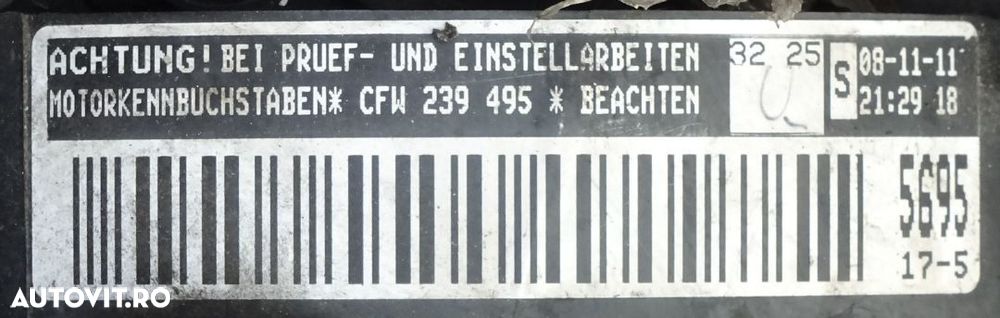 ACHTUNG! BEI PRUEF- UND EINSTELLARBEITEN 32 25 S 08-11-11
MOTORKENNBUCHSTABEN* CFW 239 495 * BEACHTEN 21:29 18
5695
17-5
AUTOVIT.RO